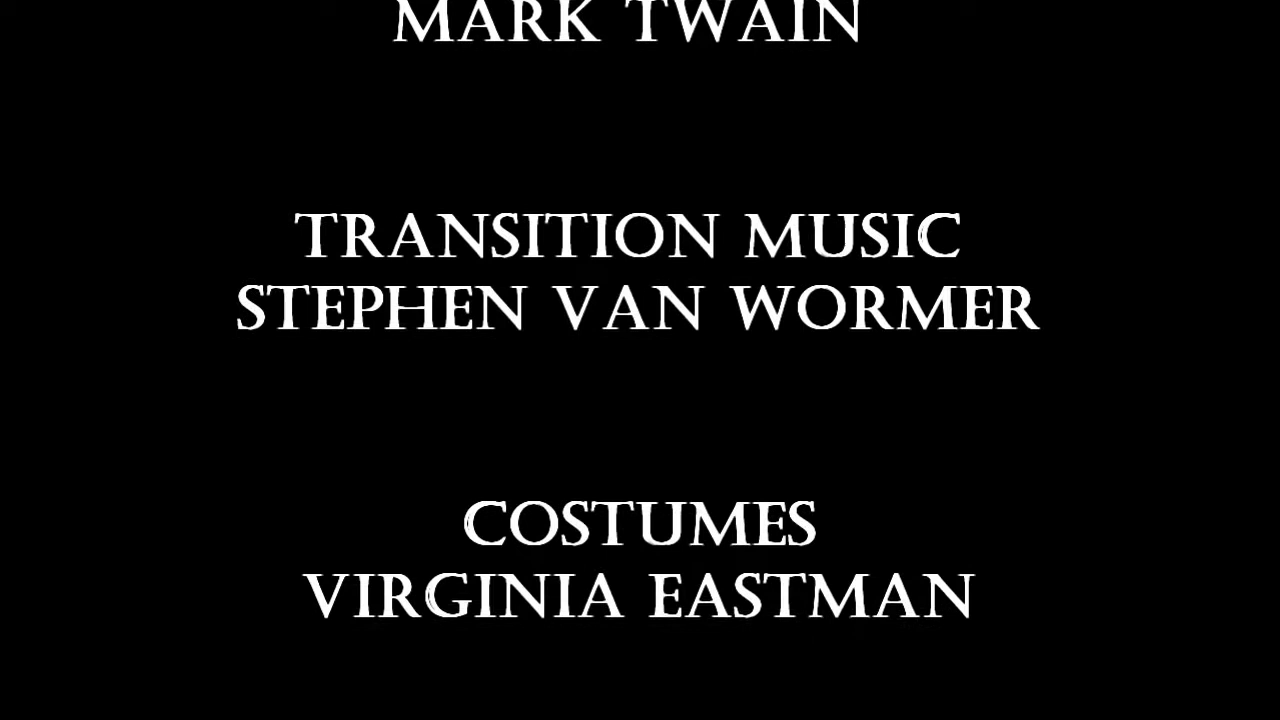 MARK TWAIN
TRANSITION MUSIC
STEPHEN VAN WORMER
COSTUMES
VIRGINIA EASTMAN